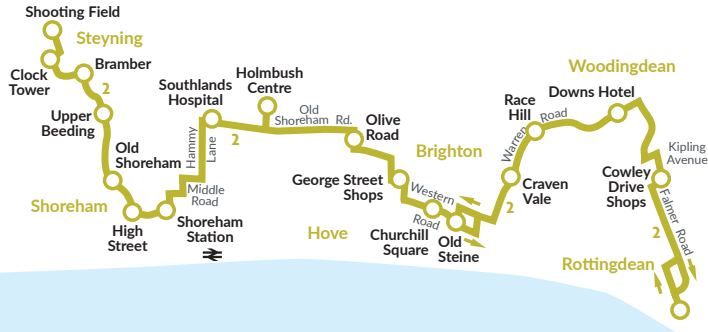 Shooting Field
Steyning
Clock
Tower
Bramber
2
Upper
Beeding
Old
Shoreham
Shoreham
High
Street
Shoreham
Station
Middle
Road
Hammy
Lane
Southlands
Hospital
Holmbush
Centre
2
Old
Shoreham Rd.
Olive
Road
George Street
Shops
Hove
Western
Road
Churchill
Square
Old
Steine
Brighton
2
Craven
Vale
Warren
Road
Race
Hill
Downs Hotel
Woodingdean
Kipling
Avenue
Cowley
Drive
Shops
Falmer Road
2
Rottingdean